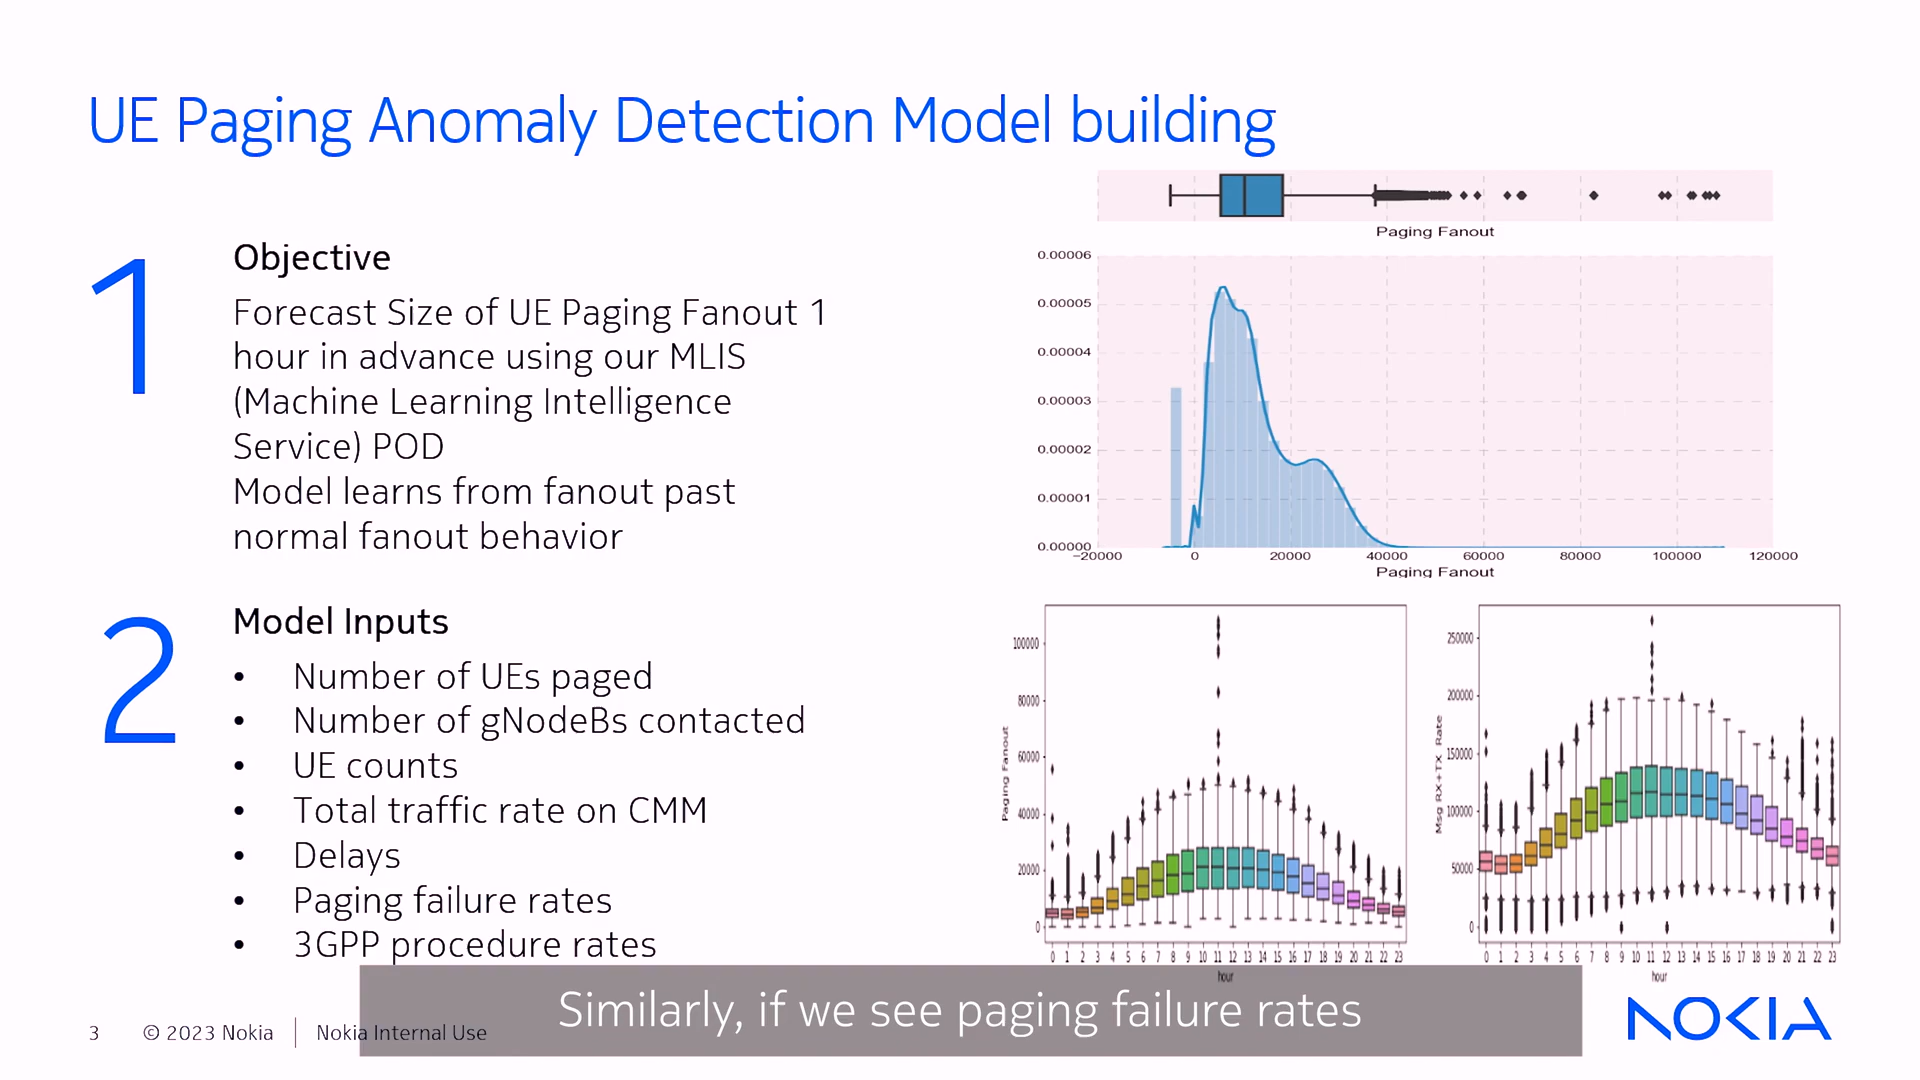 UE Paging Anomaly Detection Model building
1
Objective
Forecast Size of UE Paging Fanout 1
hour in advance using our MLIS
(Machine Learning Intelligence
Service) POD
Model learns from fanout past
normal fanout behavior
2
Model Inputs
• Number of UEs paged
• Number of gNodeBs contacted
• UE counts
• Total traffic rate on CMM
• Delays
• Paging failure rates
• 3GPP procedure rates
Paging Fanout
0.00006
0.00005
0.00004
0.00003
0.00002
0.00001
0.00000
−20000 0 20000 40000 60000 80000 100000 120000
Paging Fanout
100000
80000
60000
40000
20000
0
Paging Fanout
0 1 2 3 4 5 6 7 8 9 10 11 12 13 14 15 16 17 18 19 20 21 22 23
hour
250000
200000
150000
100000
50000
0
Msg RX+TX Rate
0 1 2 3 4 5 6 7 8 9 10 11 12 13 14 15 16 17 18 19 20 21 22 23
hour
Similarly, if we see paging failure rates
3 © 2023 Nokia Nokia Internal Use
NOKIA